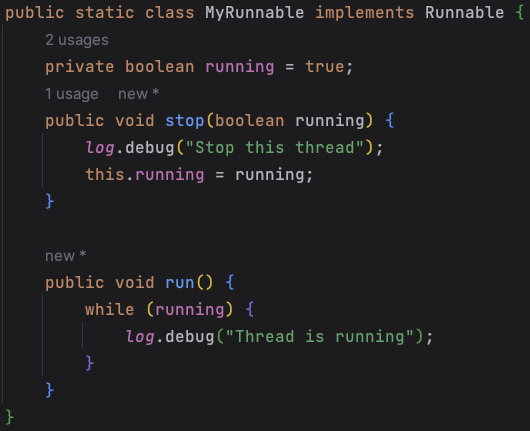 public static class MyRunnable implements Runnable {
2 usages
private boolean running = true;
1 usage new *
public void stop(boolean running) {
log.debug("Stop this thread");
this.running = running;
}
new *
public void run() {
while (running) {
log.debug("Thread is running");
}
}
}